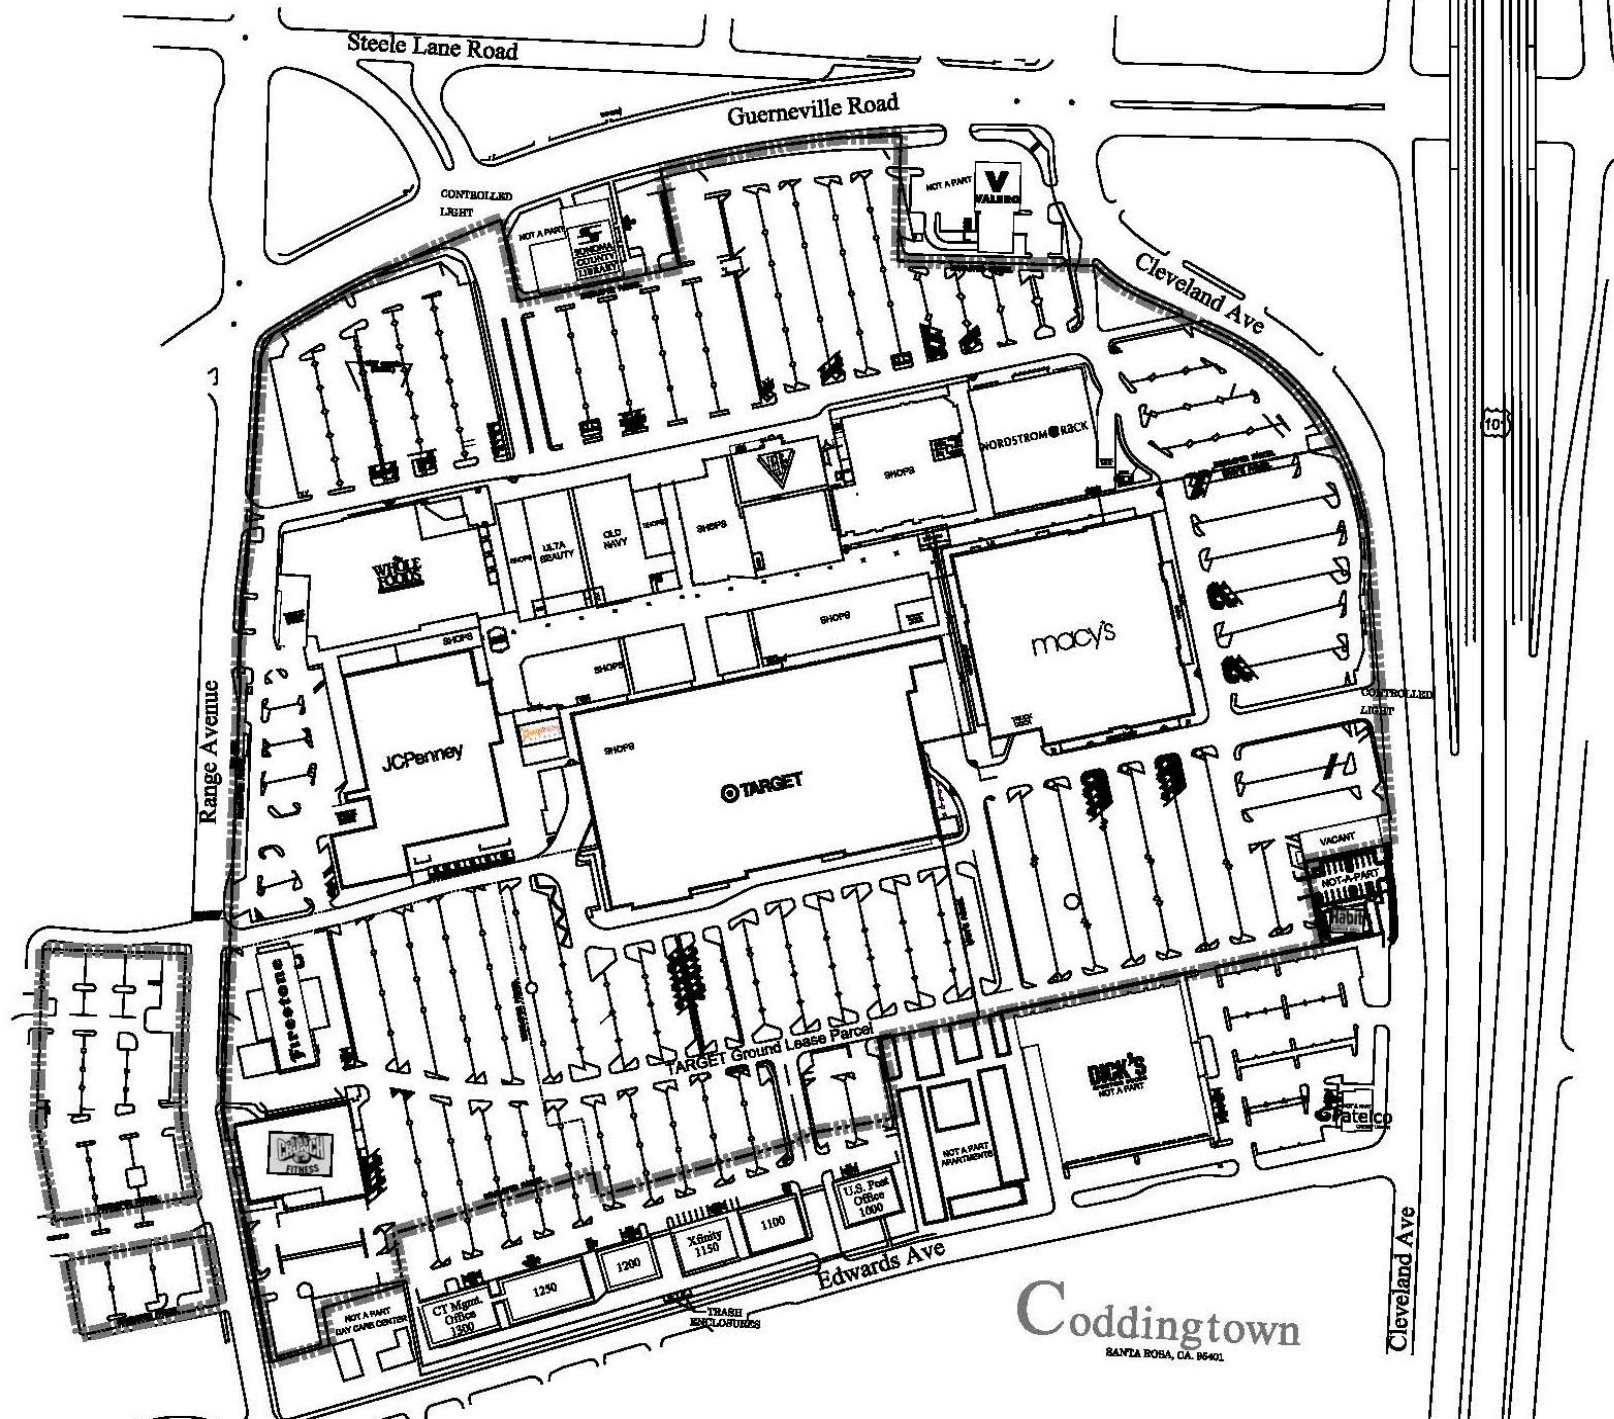 Steele Lane Road
Guerneville Road
CONTROLLED
LIGHT
NOT A PART
VALERO
NOT A PART
SONOMA
COUNTY
LIBRARY
Cleveland Ave
101
NORDSTROM RACK
SHOPS
SHOPS
OLD
NAVY
SHOPS
ULTA
BEAUTY
SHOPS
WHOLE
FOODS
SHOPS
SHOPS
SHOPS
macy's
CONTROLLED
LIGHT
Range Avenue
JCPenney
SHOPS
TARGET
VACANT
NOT-A-PART
Habit
Firestone
TARGET Ground Lease Parcel
DICK'S
NOT A PART
Patelco
CRUNCH
FITNESS
NOT A PART
APARTMENTS
U.S. Post
Office
1000
1100
Xfinity
1150
1200
1250
CT Mgmt.
Office
1300
NOT A PART
DAY CARE CENTER
Edwards Ave
TRASH
ENCLOSURES
Cleveland Ave
Coddingtown
SANTA ROSA, CA. 95401